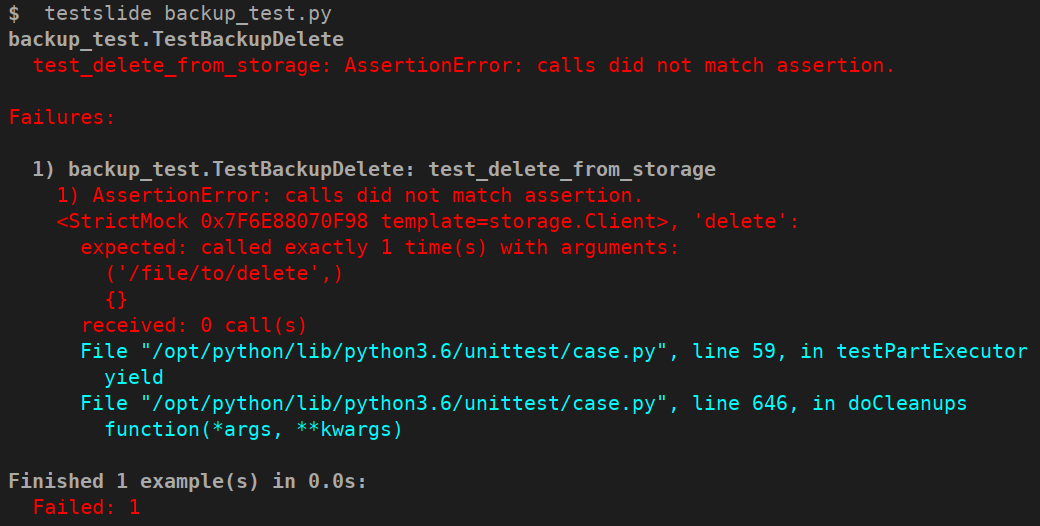 $  testslide backup_test.py
backup_test.TestBackupDelete
  test_delete_from_storage: AssertionError: calls did not match assertion.
Failures:
  1) backup_test.TestBackupDelete: test_delete_from_storage
    1) AssertionError: calls did not match assertion.
    <StrictMock 0x7F6E88070F98 template=storage.Client>, 'delete':
      expected: called exactly 1 time(s) with arguments:
        ('/file/to/delete',)
        {}
      received: 0 call(s)
      File "/opt/python/lib/python3.6/unittest/case.py", line 59, in testPartExecutor
        yield
      File "/opt/python/lib/python3.6/unittest/case.py", line 646, in doCleanups
        function(*args, **kwargs)
Finished 1 example(s) in 0.0s:
  Failed: 1